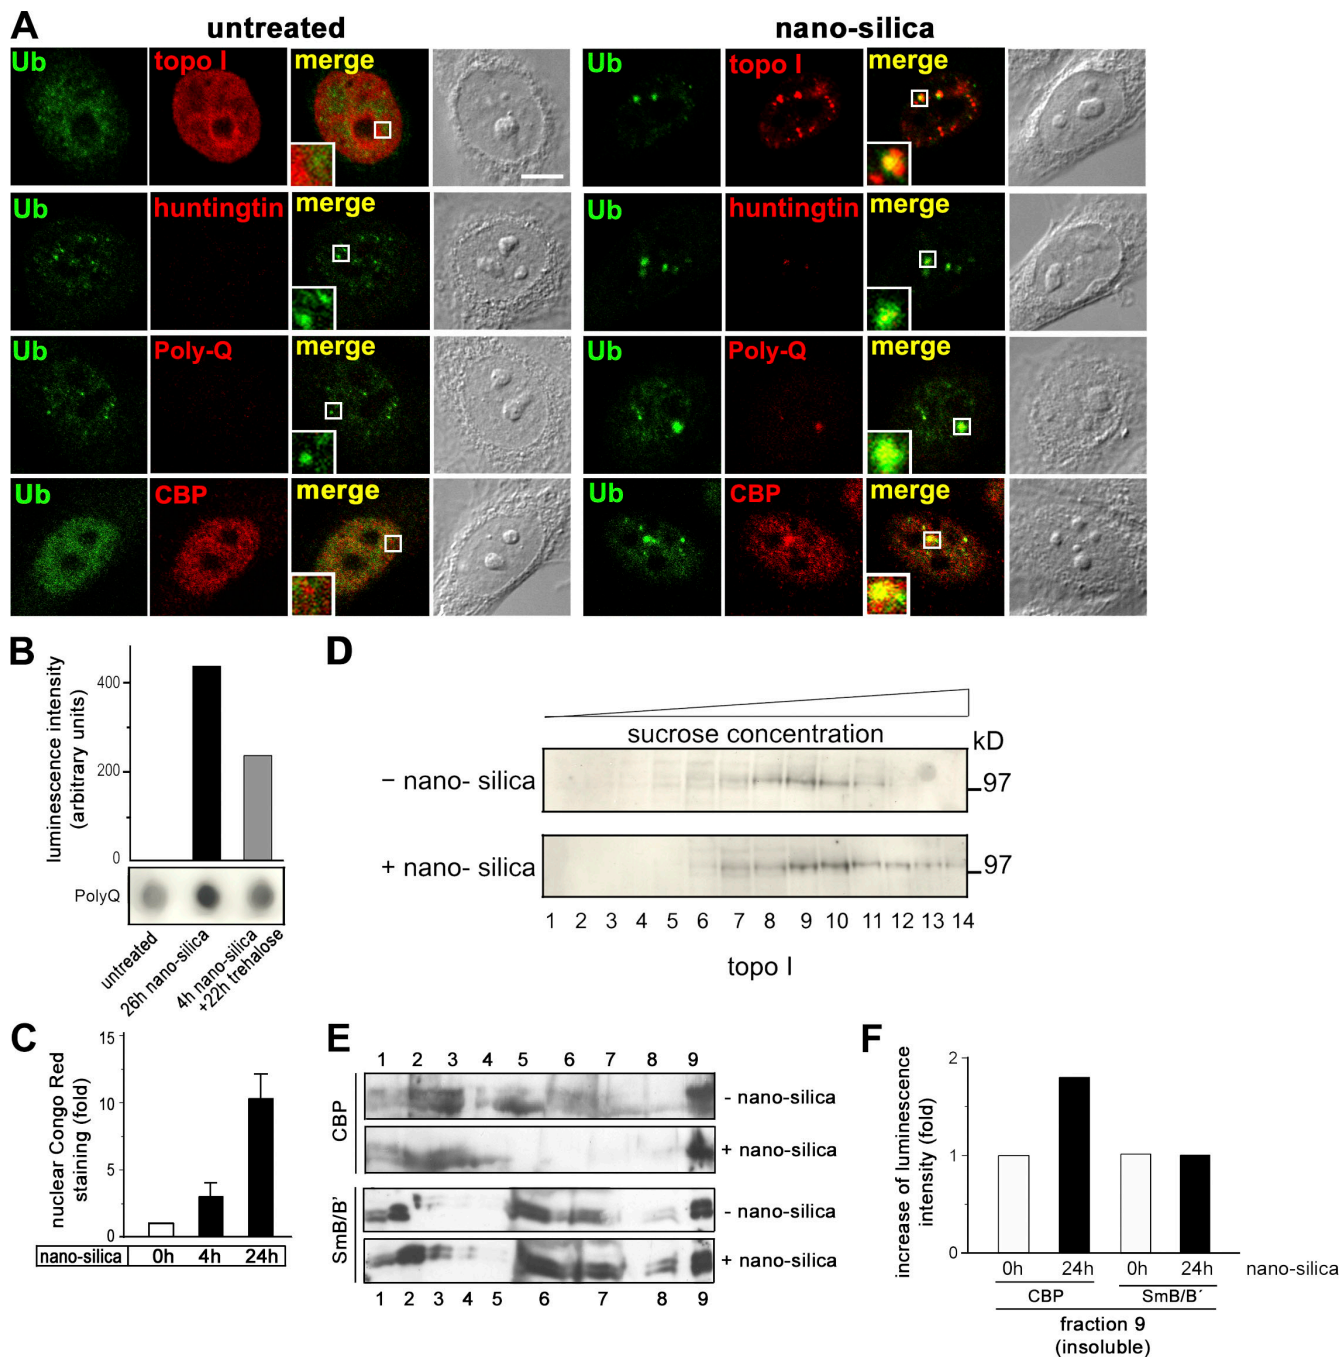 A
untreated
nano-silica
Ub topo I merge
Ub topo I merge
Ub huntingtin merge
Ub huntingtin merge
Ub Poly-Q merge
Ub Poly-Q merge
Ub CBP merge
Ub CBP merge
B
luminescence intensity
(arbitrary units)
400
200
0
PolyQ
untreated
26h nano-silica
4h nano-silica
+22h trehalose
C
nuclear Congo Red
staining (fold)
15
10
5
0
nano-silica 0h 4h 24h
D
sucrose concentration
kD
− nano- silica
97
+ nano- silica
97
1 2 3 4 5 6 7 8 9 10 11 12 13 14
topo I
E
1 2 3 4 5 6 7 8 9
CBP
- nano-silica
+ nano-silica
SmB/B'
- nano-silica
+ nano-silica
1 2 3 4 5 6 7 8 9
F
increase of luminescence
intensity (fold)
2
1
0
0h 24h 0h 24h nano-silica
CBP SmB/B´
fraction 9
(insoluble)